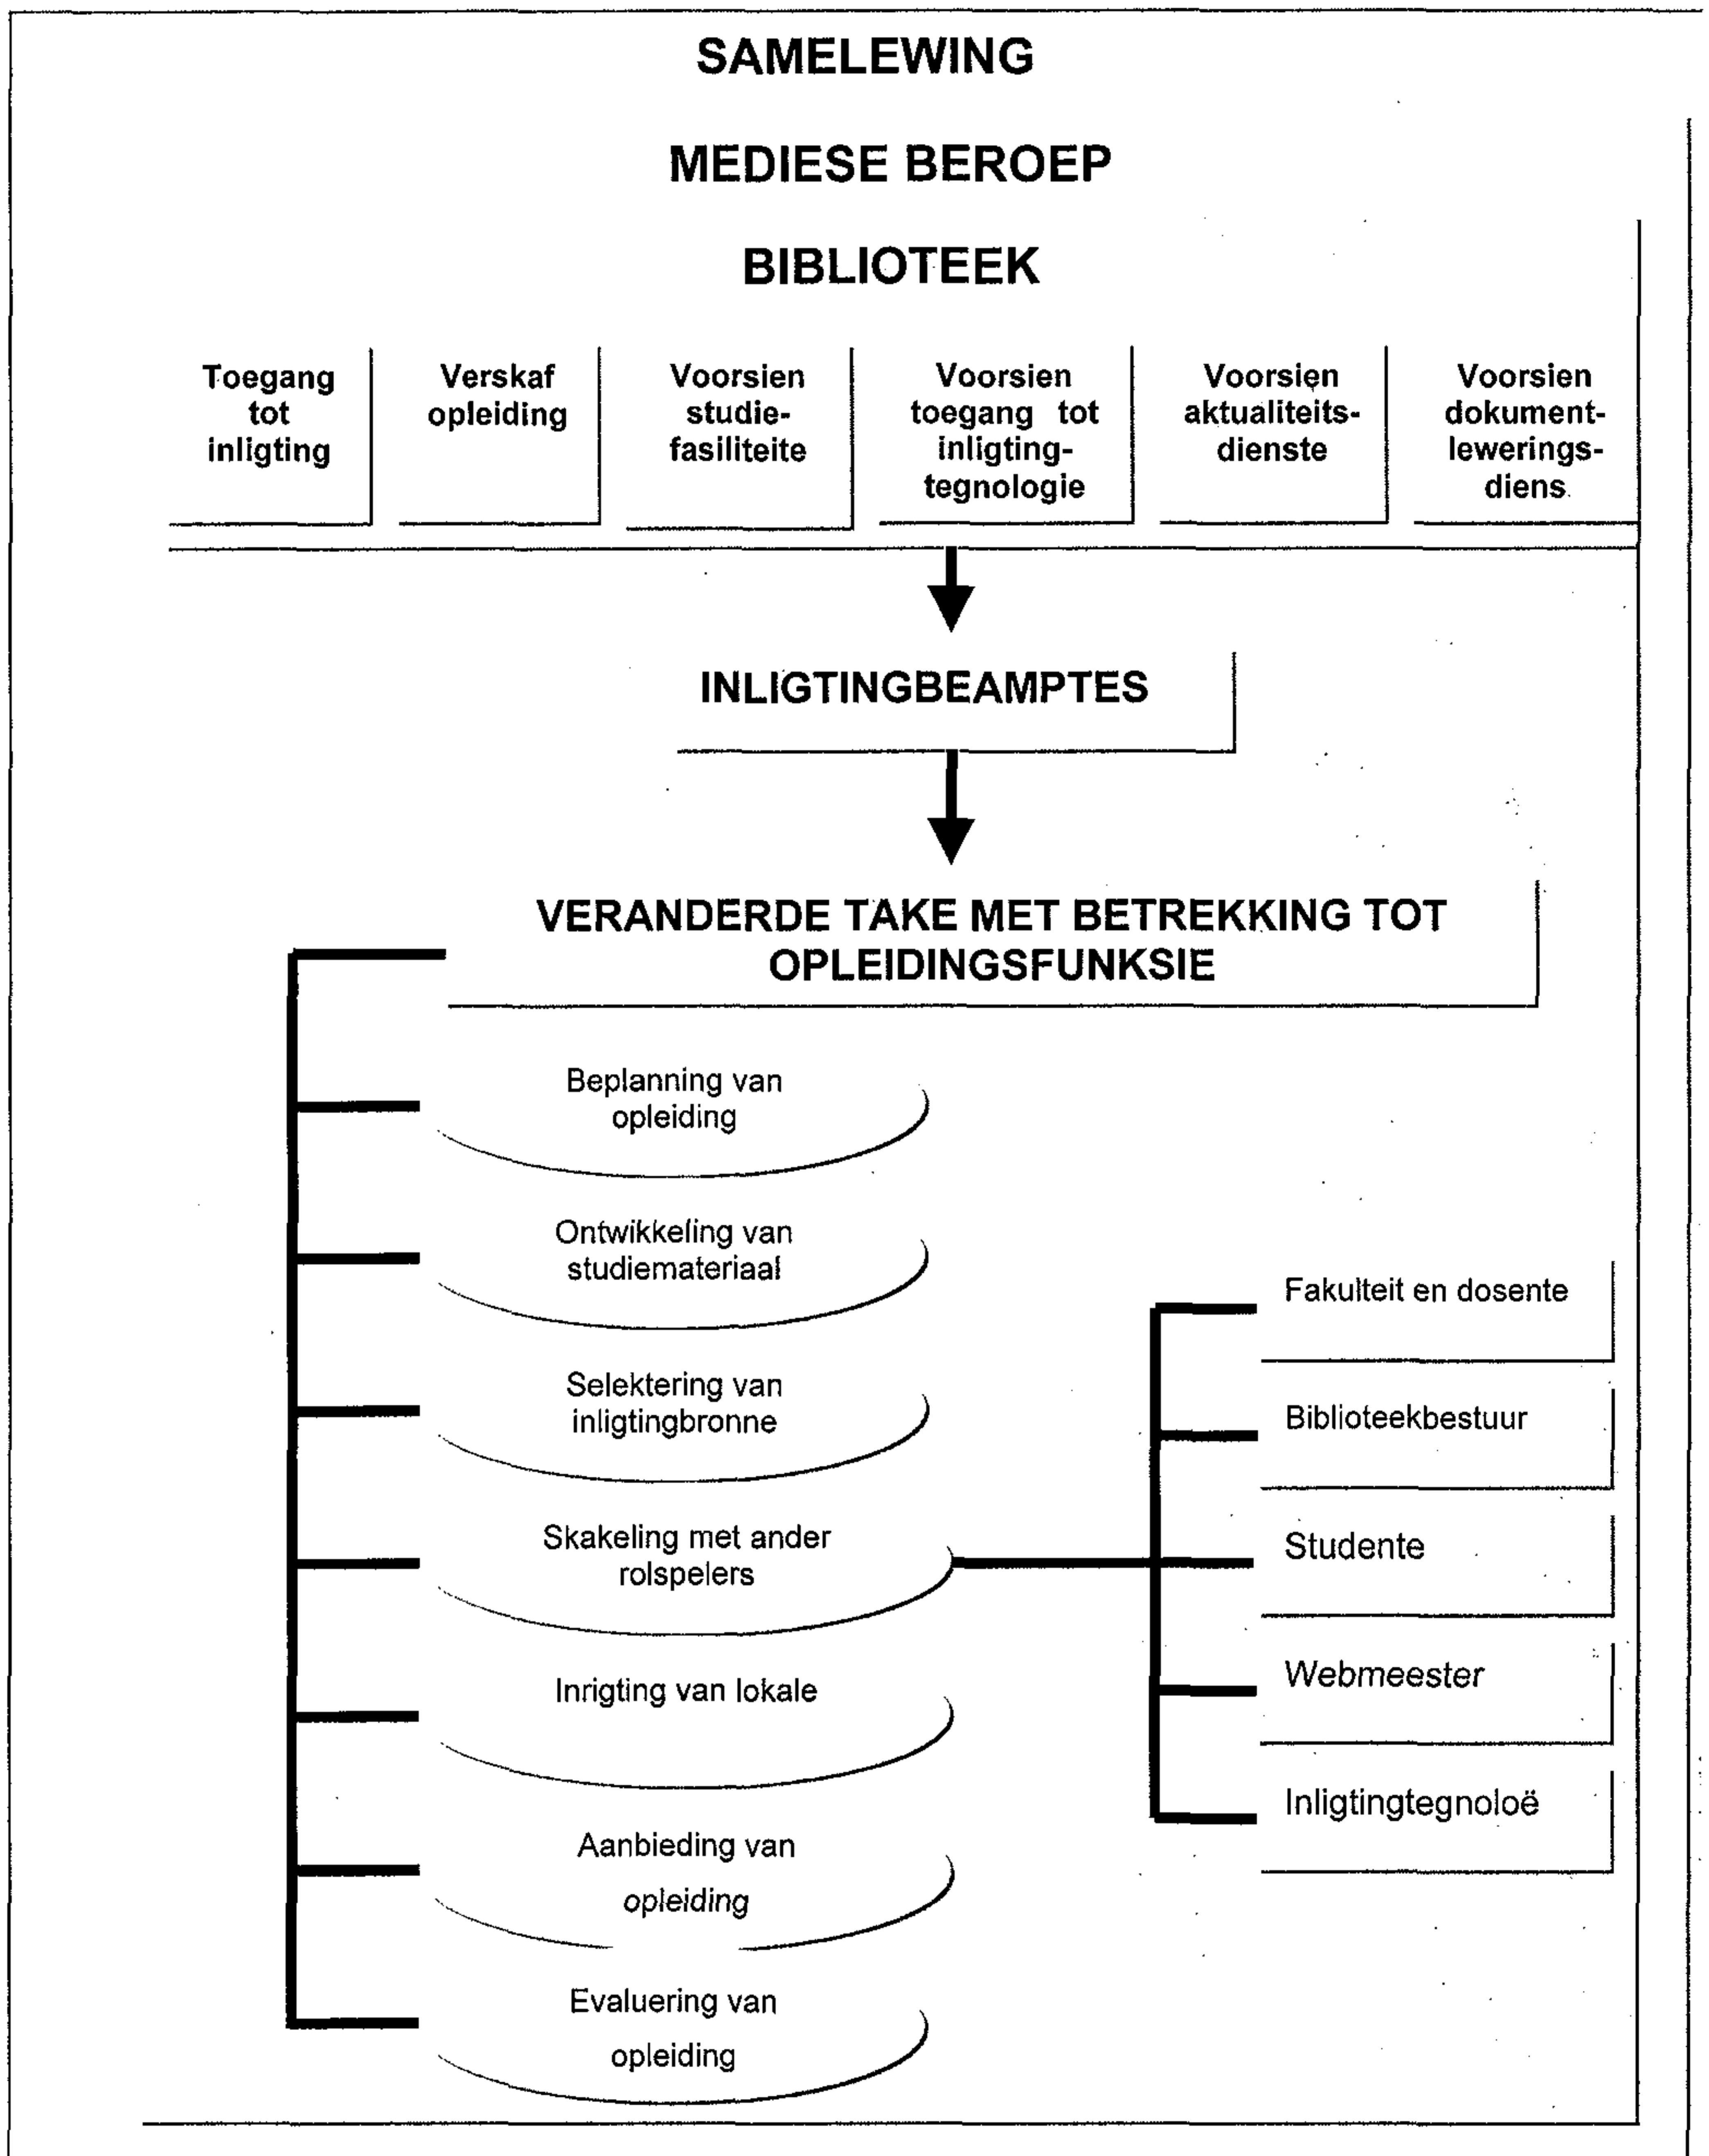 SAMELEWING
MEDIESE BEROEP
BIBLIOTEEK
Toegang
tot
inligting
Verskaf
opleiding
Voorsien
studie-
fasiliteite
Voorsien
toegang tot
inligting-
tegnologie
Voorsien
aktualiteits-
dienste
Voorsien
dokument-
lewerings-
diens
INLIGTINGBEAMPTES
VERANDERDE TAKE MET BETREKKING TOT
OPLEIDINGSFUNKSIE
Beplanning van
opleiding
Ontwikkeling van
studiemateriaal
Selektering van
inligtingbronne
Skakeling met ander
rolspelers
Inrigting van lokale
Aanbieding van
opleiding
Evaluering van
opleiding
Fakulteit en dosente
Biblioteekbestuur
Studente
Webmeester
Inligtingtegnoloë